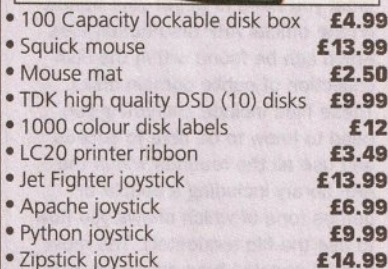 • 100 Capacity lockable disk box £4.99
• Squick mouse £13.99
• Mouse mat £2.50
• TDK high quality DSD (10) disks £9.99
• 1000 colour disk labels £12
• LC20 printer ribbon £3.49
• Jet Fighter joystick £13.99
• Apache joystick £6.99
• Python joystick £9.99
• Zipstick joystick £14.99